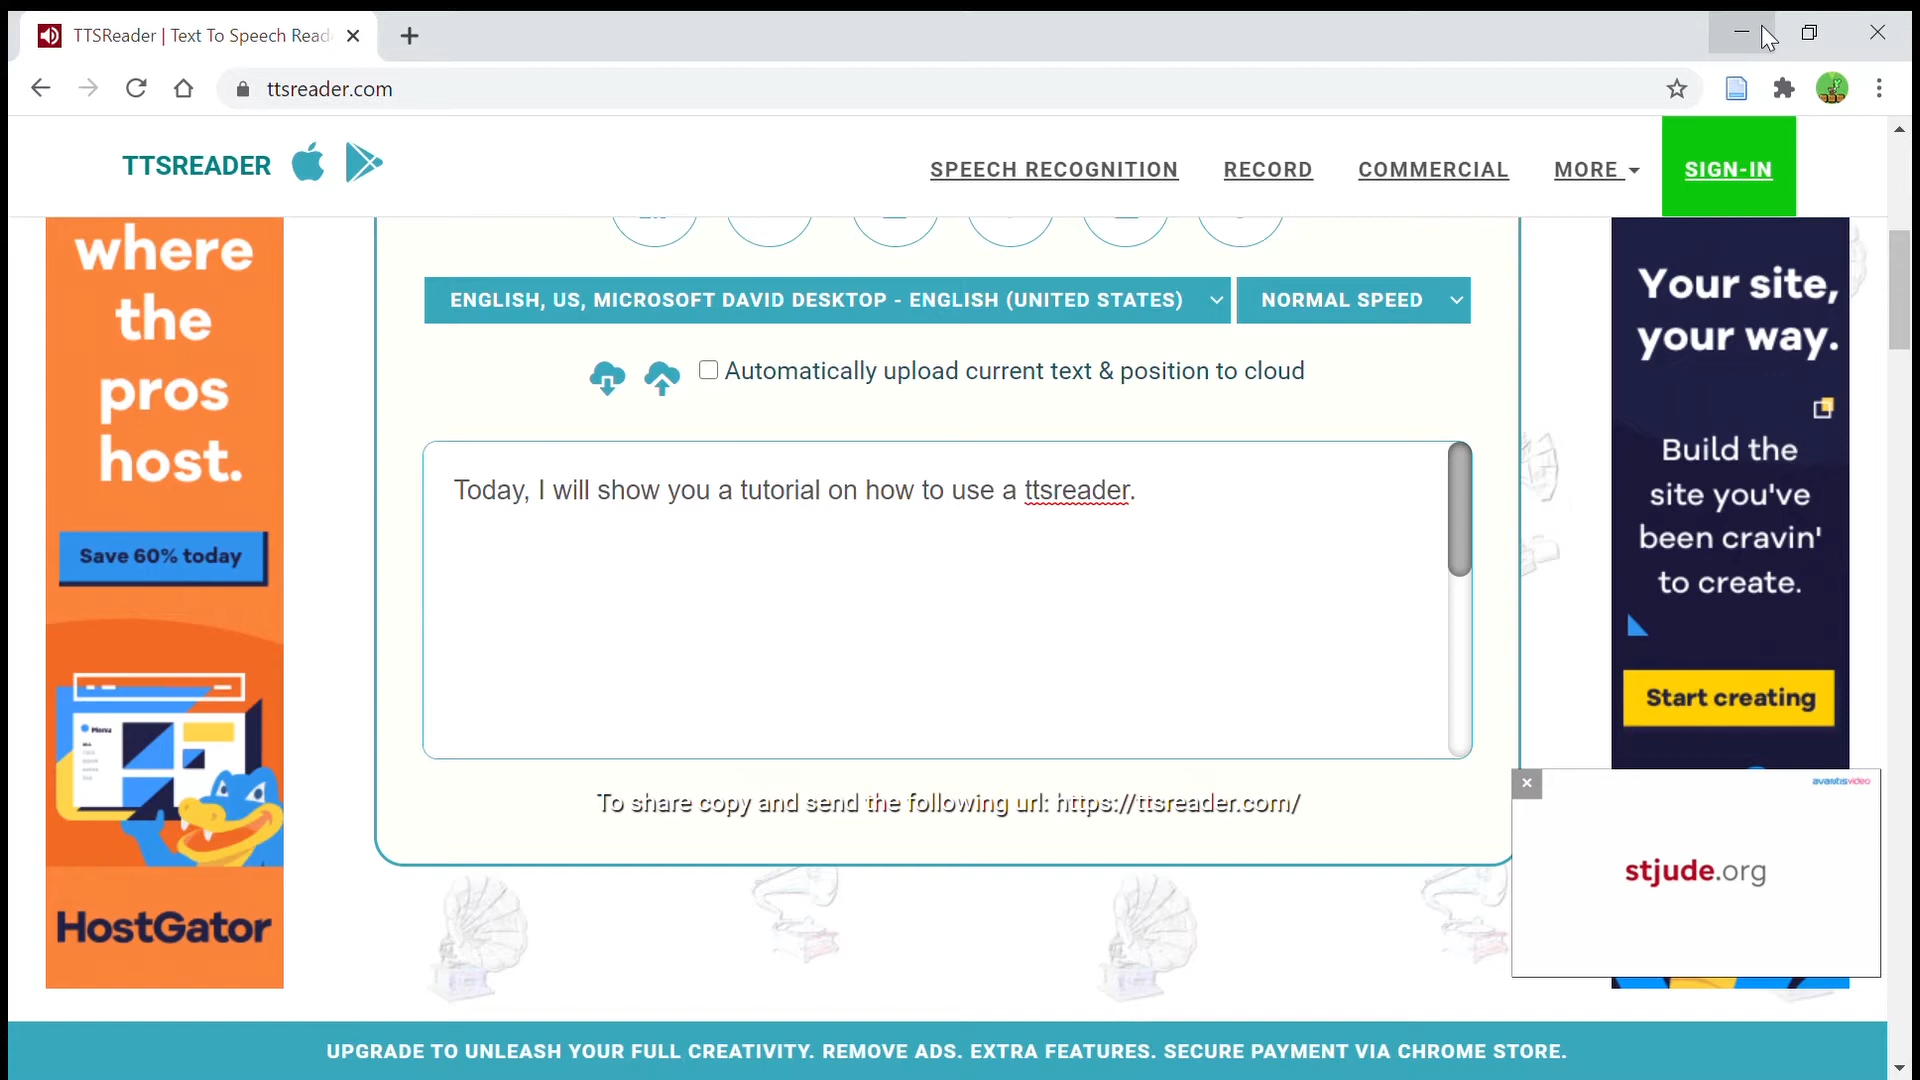 TTSReader | Text To Speech Read
ttsreader.com
TTSREADER
SPEECH RECOGNITION
RECORD
COMMERCIAL
MORE
SIGN-IN
where
the
pros
host.
Save 60% today
Menu
HostGator
ENGLISH, US, MICROSOFT DAVID DESKTOP - ENGLISH (UNITED STATES)
NORMAL SPEED
Automatically upload current text & position to cloud
Today, I will show you a tutorial on how to use a ttsreader.
To share copy and send the following url: https://ttsreader.com/
Your site,
your way.
Build the
site you've
been cravin'
to create.
Start creating
avantisvideo
stjude.org
UPGRADE TO UNLEASH YOUR FULL CREATIVITY. REMOVE ADS. EXTRA FEATURES. SECURE PAYMENT VIA CHROME STORE.